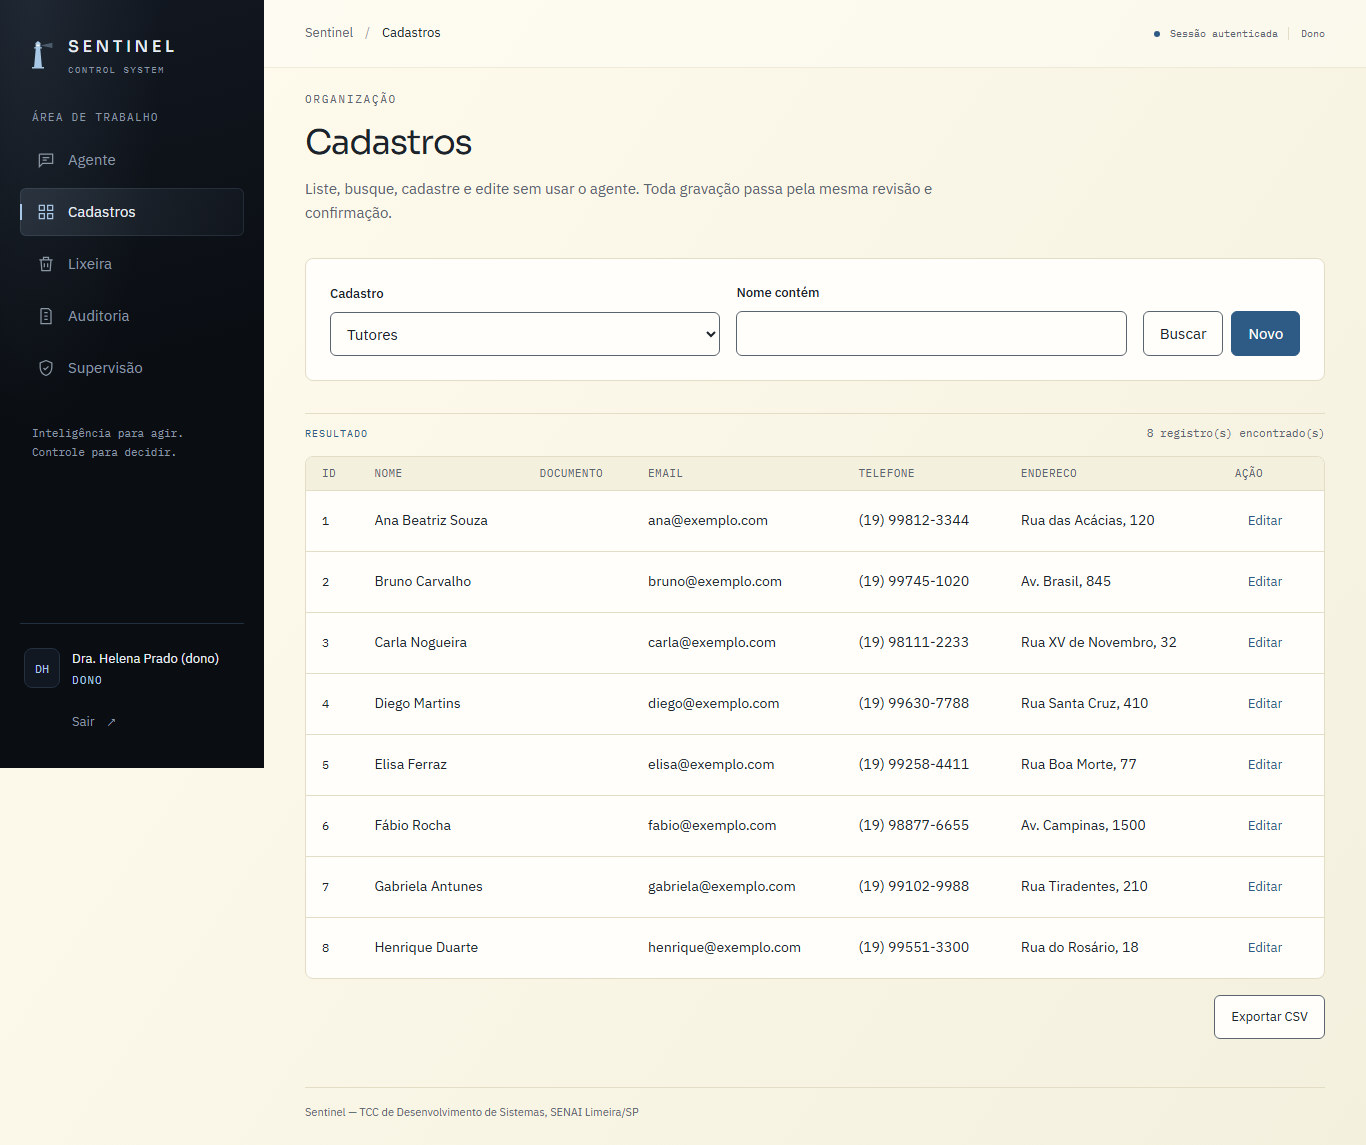 SENTINEL
CONTROL SYSTEM
ÁREA DE TRABALHO
Agente
Cadastros
Lixeira
Auditoria
Supervisão
Inteligência para agir.
Controle para decidir.
DH
Dra. Helena Prado (dono)
DONO
Sair ↗
Sentinel / Cadastros
Sessão autenticada
Dono
ORGANIZAÇÃO
Cadastros
Liste, busque, cadastre e edite sem usar o agente. Toda gravação passa pela mesma revisão e
confirmação.
Cadastro
Nome contém
Tutores
Buscar
Novo
RESULTADO
8 registro(s) encontrado(s)
ID NOME DOCUMENTO EMAIL TELEFONE ENDERECO AÇÃO
1 Ana Beatriz Souza ana@exemplo.com (19) 99812-3344 Rua das Acácias, 120 Editar
2 Bruno Carvalho bruno@exemplo.com (19) 99745-1020 Av. Brasil, 845 Editar
3 Carla Nogueira carla@exemplo.com (19) 98111-2233 Rua XV de Novembro, 32 Editar
4 Diego Martins diego@exemplo.com (19) 99630-7788 Rua Santa Cruz, 410 Editar
5 Elisa Ferraz elisa@exemplo.com (19) 99258-4411 Rua Boa Morte, 77 Editar
6 Fábio Rocha fabio@exemplo.com (19) 98877-6655 Av. Campinas, 1500 Editar
7 Gabriela Antunes gabriela@exemplo.com (19) 99102-9988 Rua Tiradentes, 210 Editar
8 Henrique Duarte henrique@exemplo.com (19) 99551-3300 Rua do Rosário, 18 Editar
Exportar CSV
Sentinel — TCC de Desenvolvimento de Sistemas, SENAI Limeira/SP